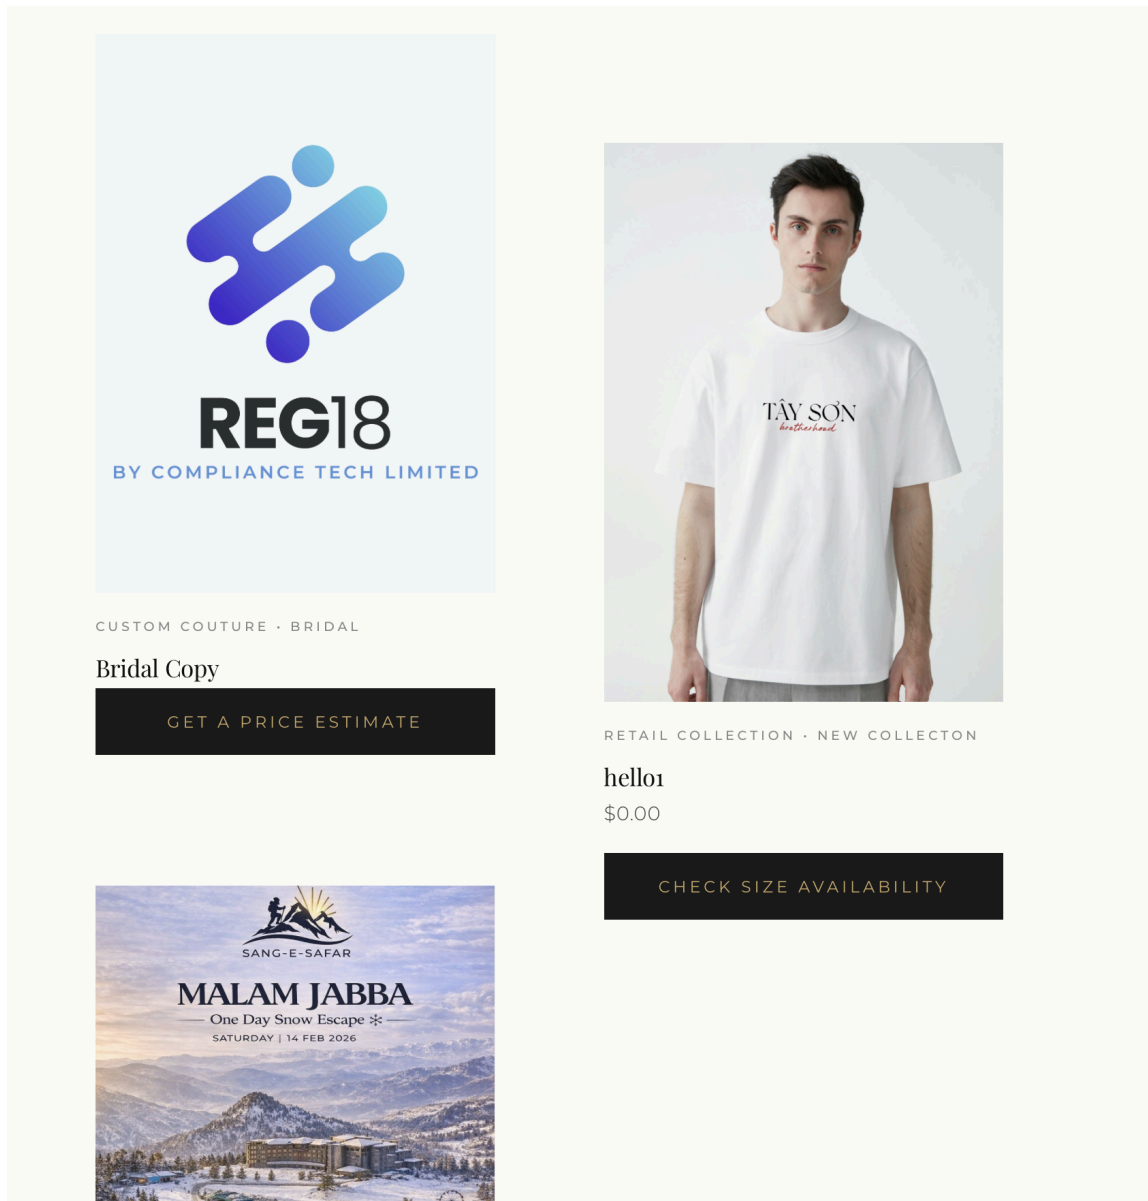 REG18
BY COMPLIANCE TECH LIMITED
CUSTOM COUTURE • BRIDAL
Bridal Copy
GET A PRICE ESTIMATE
TÂY SƠN
brotherhood
RETAIL COLLECTION • NEW COLLECTON
hello1
$0.00
CHECK SIZE AVAILABILITY
SANG-E-SAFAR
MALAM JABBA
One Day Snow Escape
SATURDAY | 14 FEB 2026